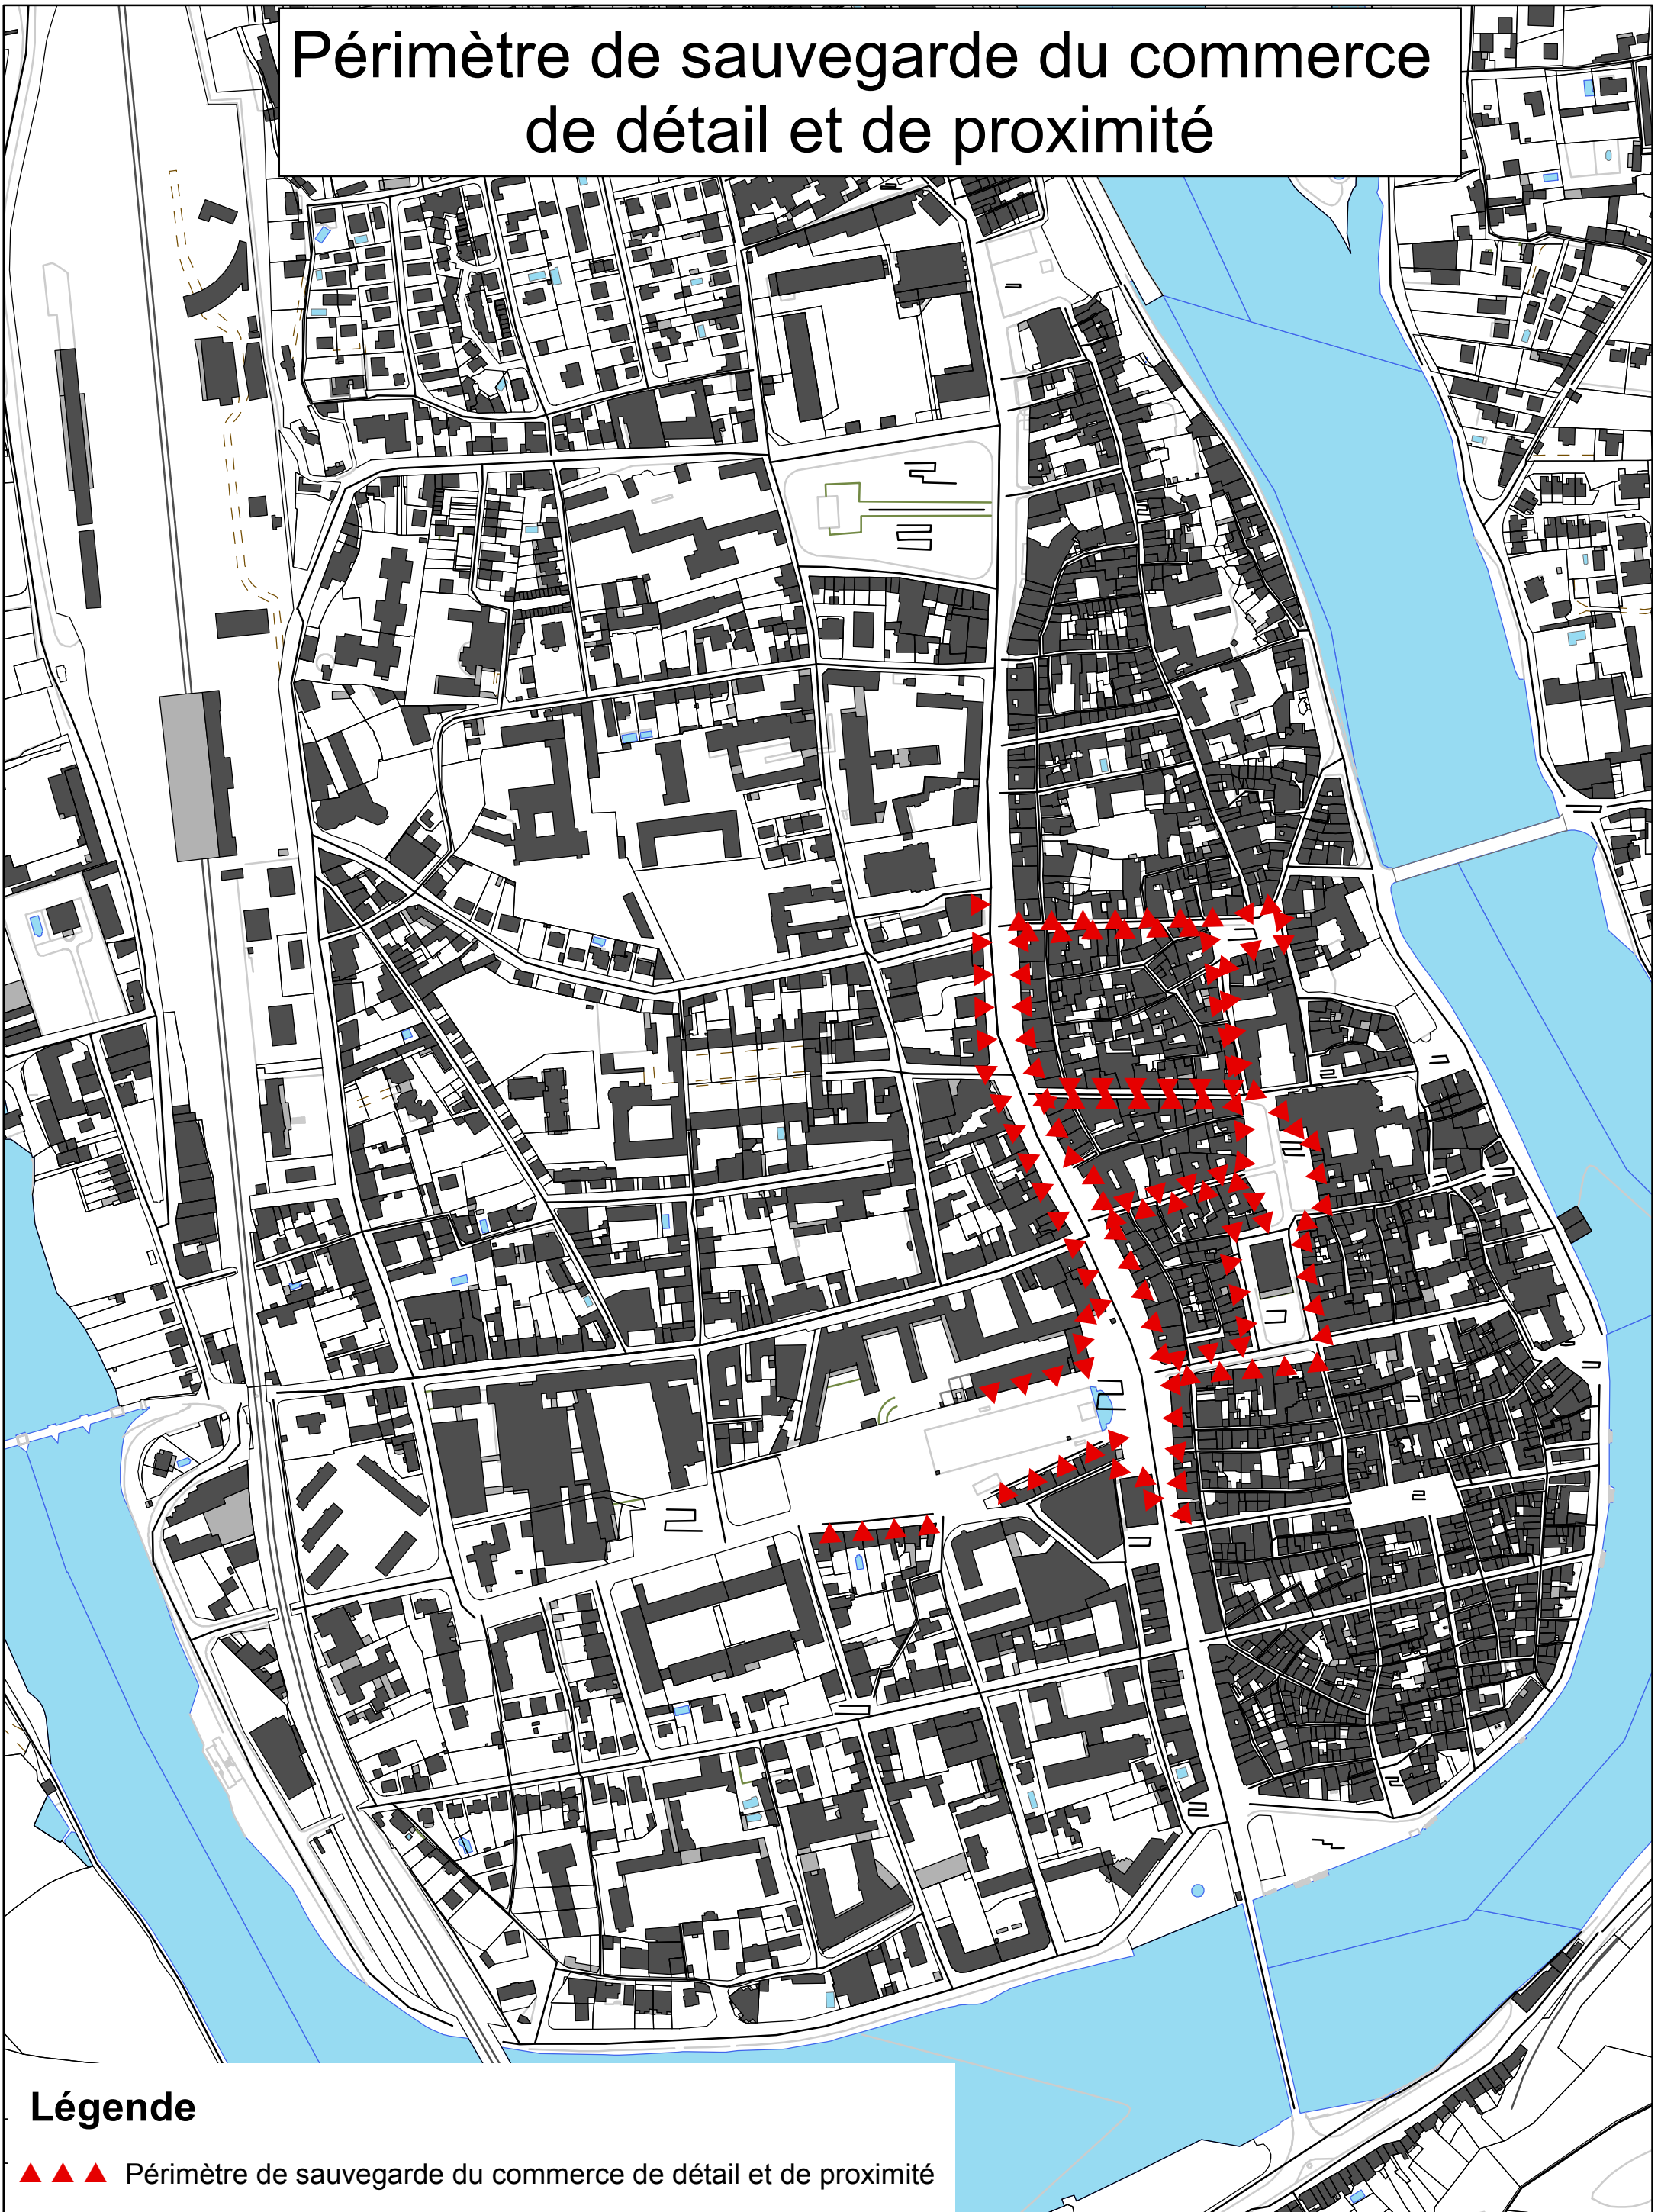 Périmètre de sauvegarde du commerce
de détail et de proximité
Légende
Périmètre de sauvegarde du commerce de détail et de proximité